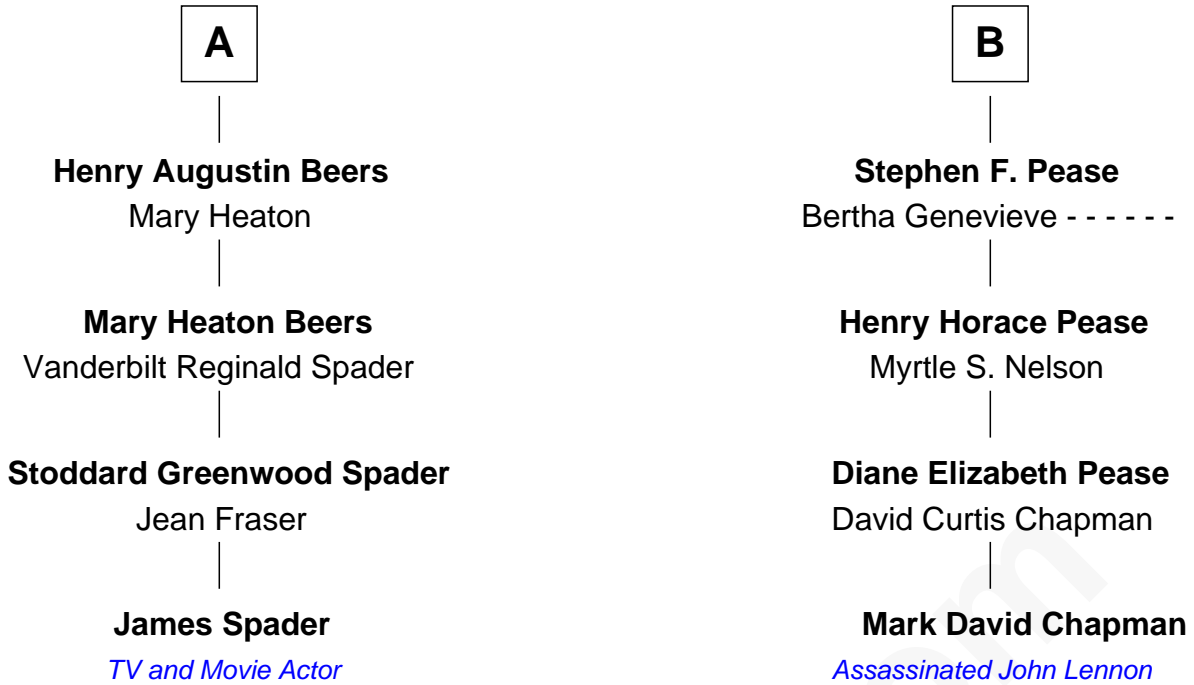 A
Henry Augustin Beers
Mary Heaton
Mary Heaton Beers
Vanderbilt Reginald Spader
Stoddard Greenwood Spader
Jean Fraser
James Spader
TV and Movie Actor
B
Stephen F. Pease
Bertha Genevieve - - - - - -
Henry Horace Pease
Myrtle S. Nelson
Diane Elizabeth Pease
David Curtis Chapman
Mark David Chapman
Assassinated John Lennon